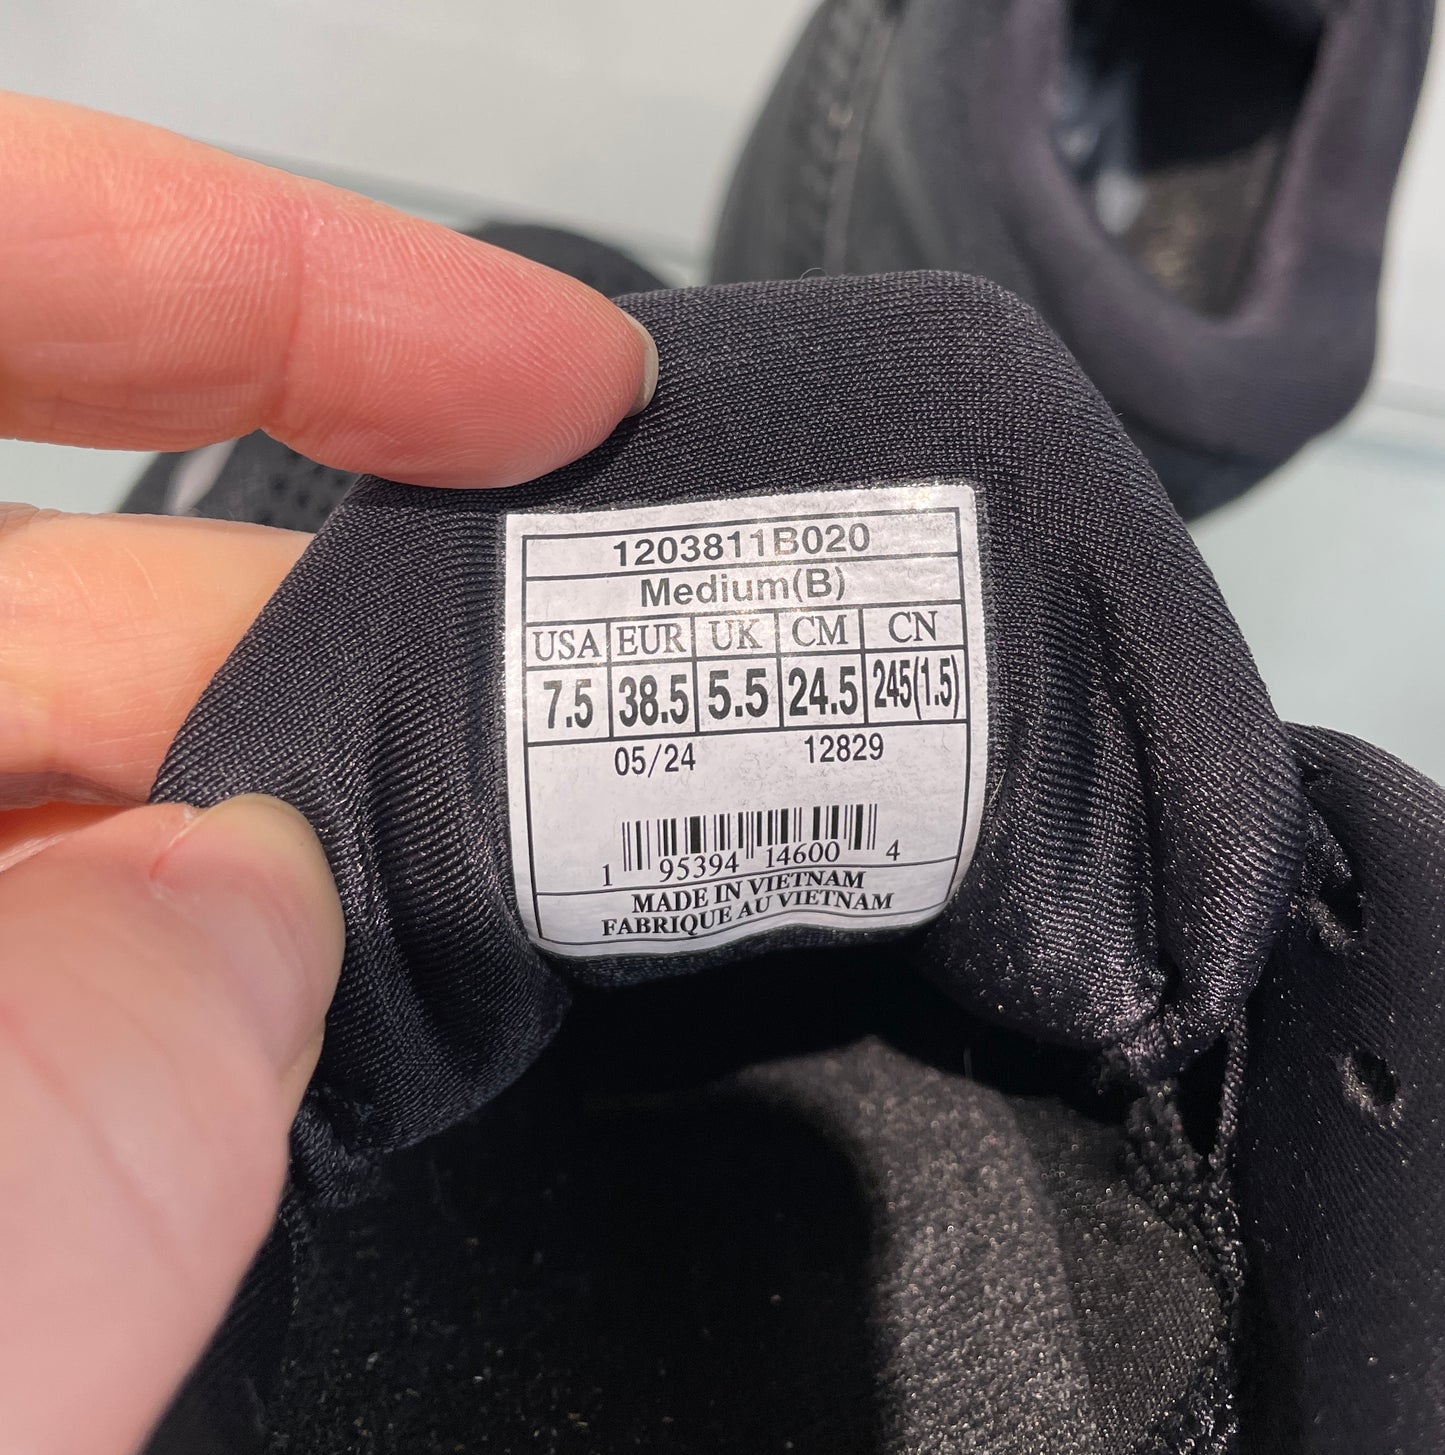 1203811B020
Medium(B)
USA EUR UK CM CN
7.5 38.5 5.5 24.5 245(1.5)
05/24 12829
1 95394 14600 4
MADE IN VIETNAM
FABRIQUE AU VIETNAM